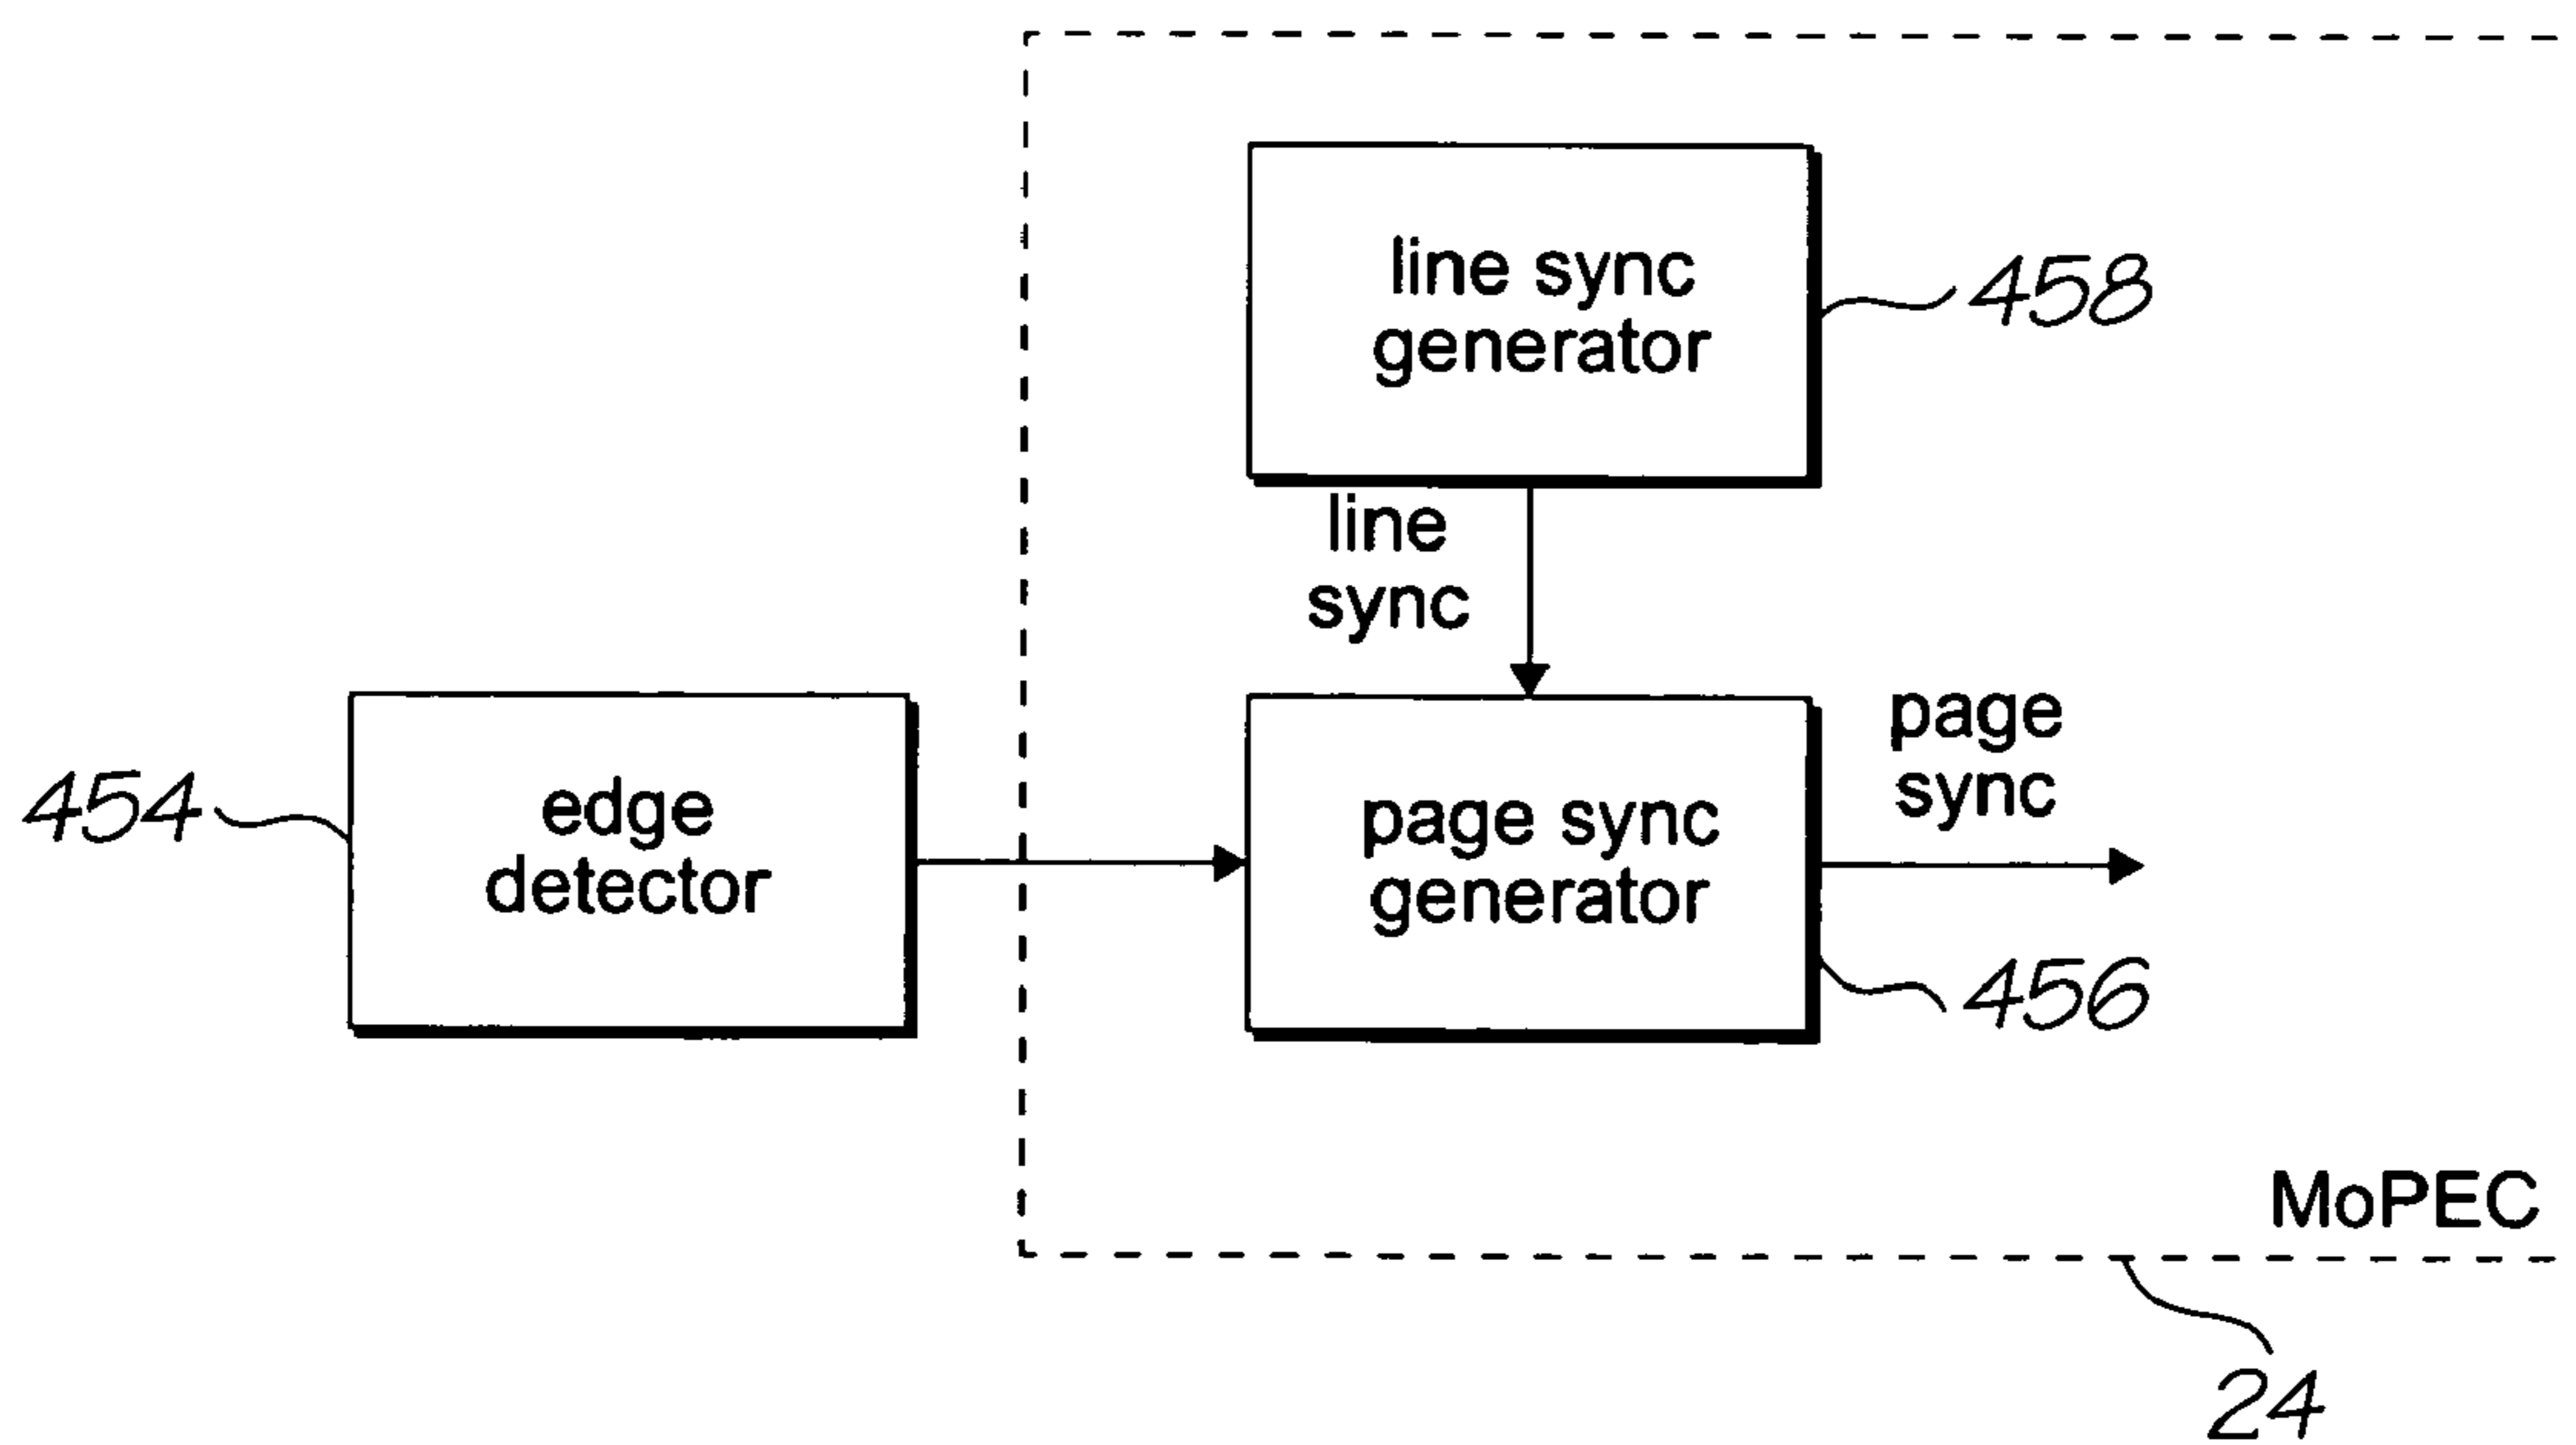 line sync
generator
458
line
sync
page
sync
454
edge
detector
page sync
generator
456
MoPEC
24